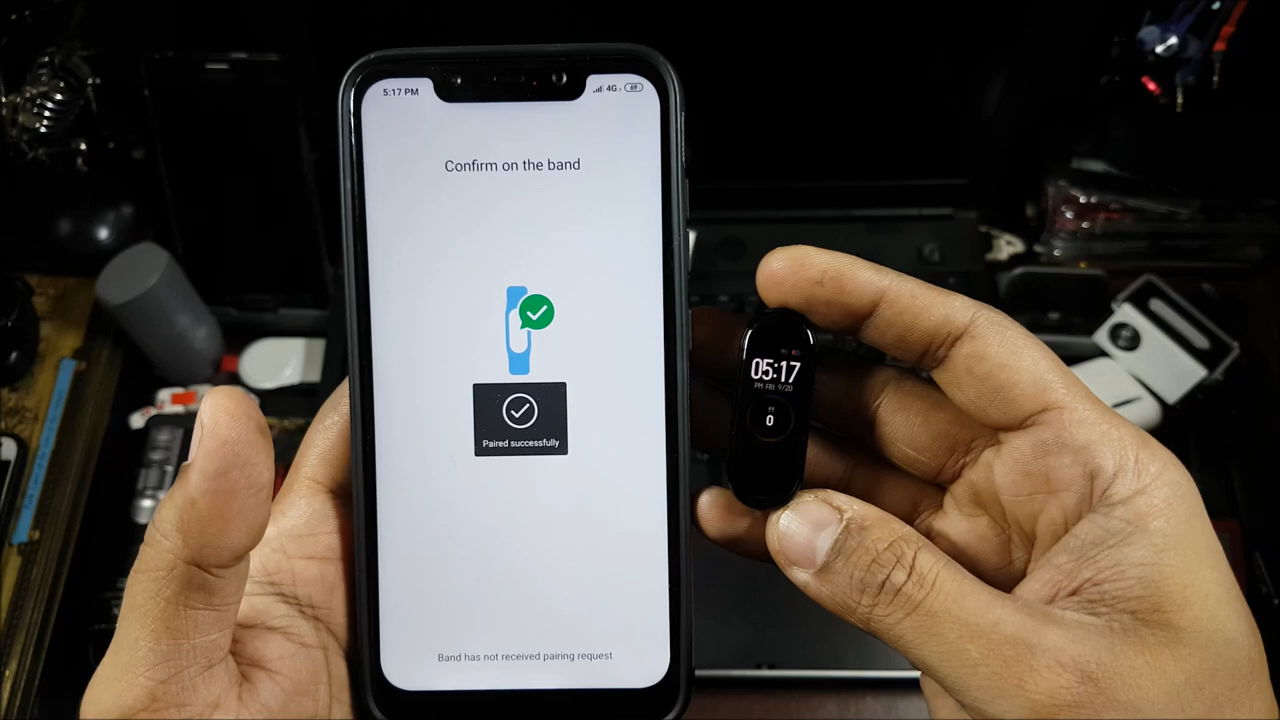 5:17 PM
4G
69
Confirm on the band
Paired successfully
Band has not received pairing request
05:17
PM FRI 9/20
0